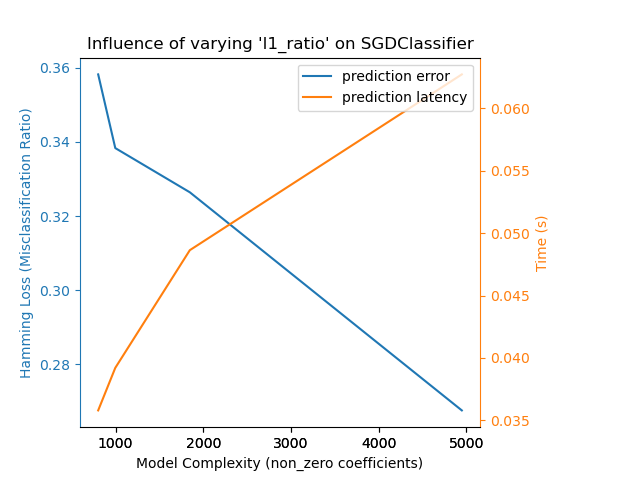 Influence of varying 'l1_ratio' on SGDClassifier
prediction error
prediction latency
Hamming Loss (Misclassification Ratio)
0.36
0.34
0.32
0.30
0.28
0.060
0.055
0.050
0.045
0.040
0.035
Time (s)
1000 2000 3000 4000 5000
Model Complexity (non_zero coefficients)